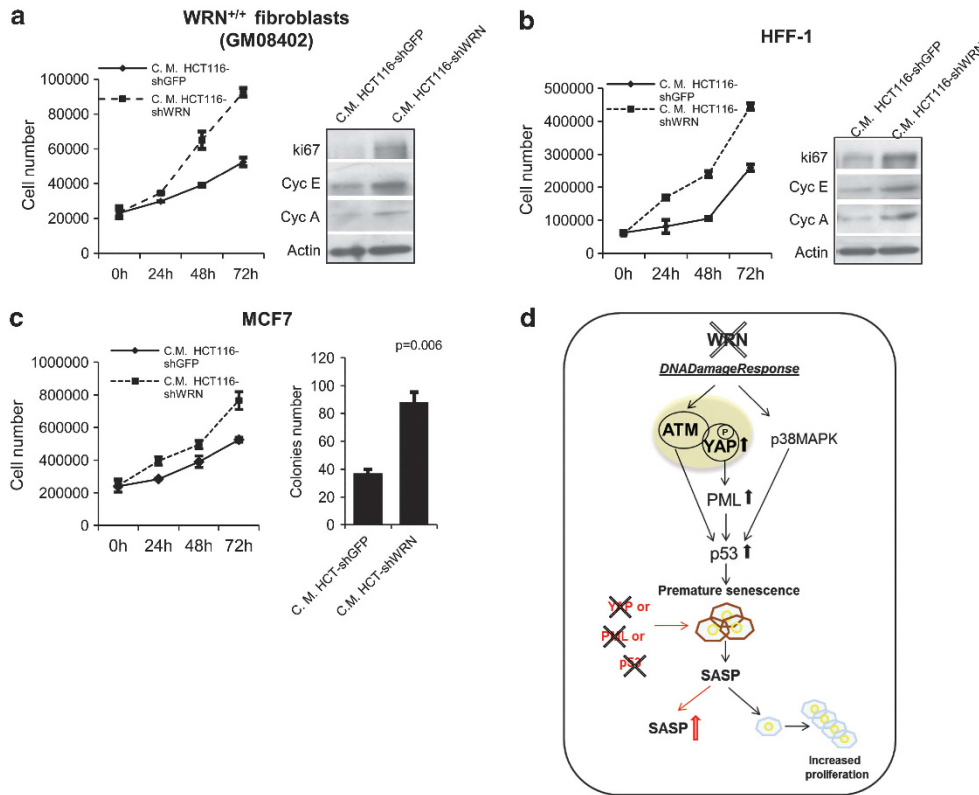 a
WRN+/+ fibroblasts
(GM08402)
C. M. HCT116-
shGFP
C. M. HCT116-
shWRN
100000
80000
60000
40000
20000
0
Cell number
0h 24h 48h 72h
C.M. HCT116-shGFP
C.M. HCT116-shWRN
ki67
Cyc E
Cyc A
Actin
b
HFF-1
C.M. HCT116-
shGFP
C.M. HCT116-
shWRN
500000
400000
300000
200000
100000
0
Cell number
0h 24h 48h 72h
C.M. HCT116-shGFP
C.M. HCT116-shWRN
ki67
Cyc E
Cyc A
Actin
c
MCF7
C.M. HCT116-
shGFP
C.M. HCT116-
shWRN
1000000
800000
600000
400000
200000
0
Cell number
0h 24h 48h 72h
p=0.006
120
100
80
60
40
20
0
Colonies number
C. M. HCT-shGFP
C.M. HCT-shWRN
d
WRN
DNADamageResponse
ATM
P
YAP
p38MAPK
PML
p53
Premature senescence
YAP or
PML or
p53
SASP
SASP
Increased
proliferation